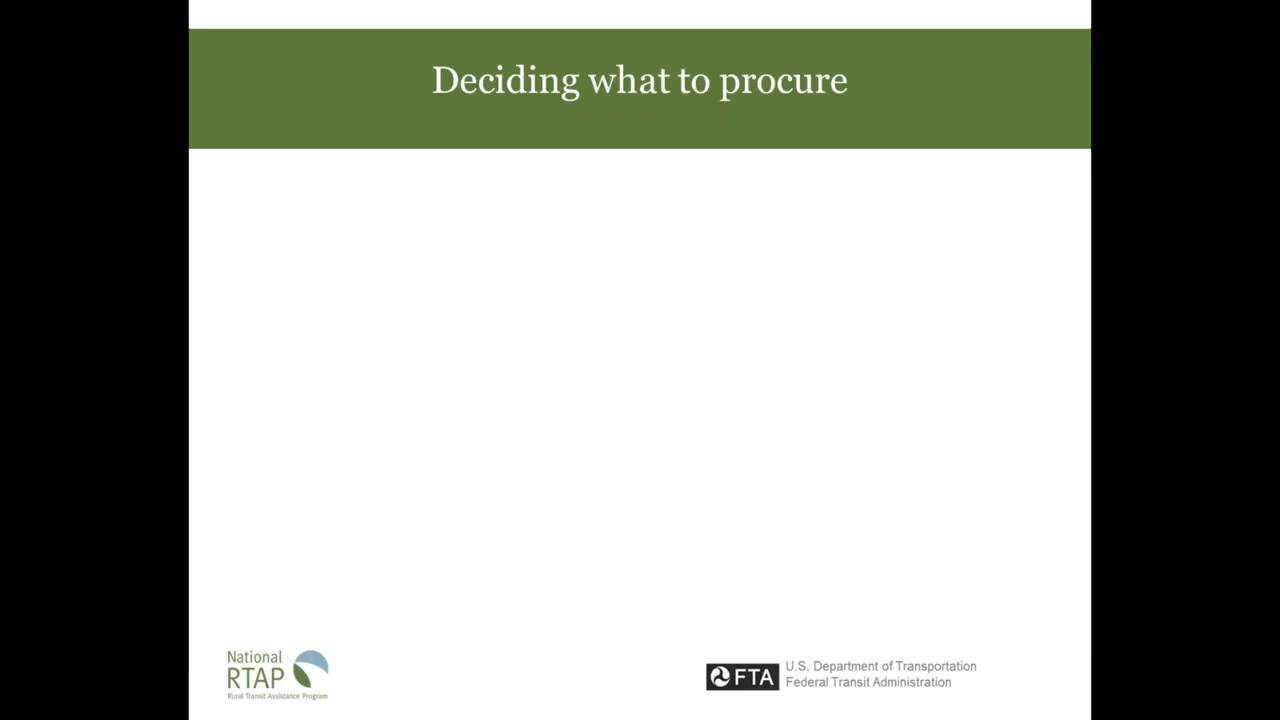 Deciding what to procure
National
RTAP
Rural Transit Assistance Program
FTA
U.S. Department of Transportation
Federal Transit Administration